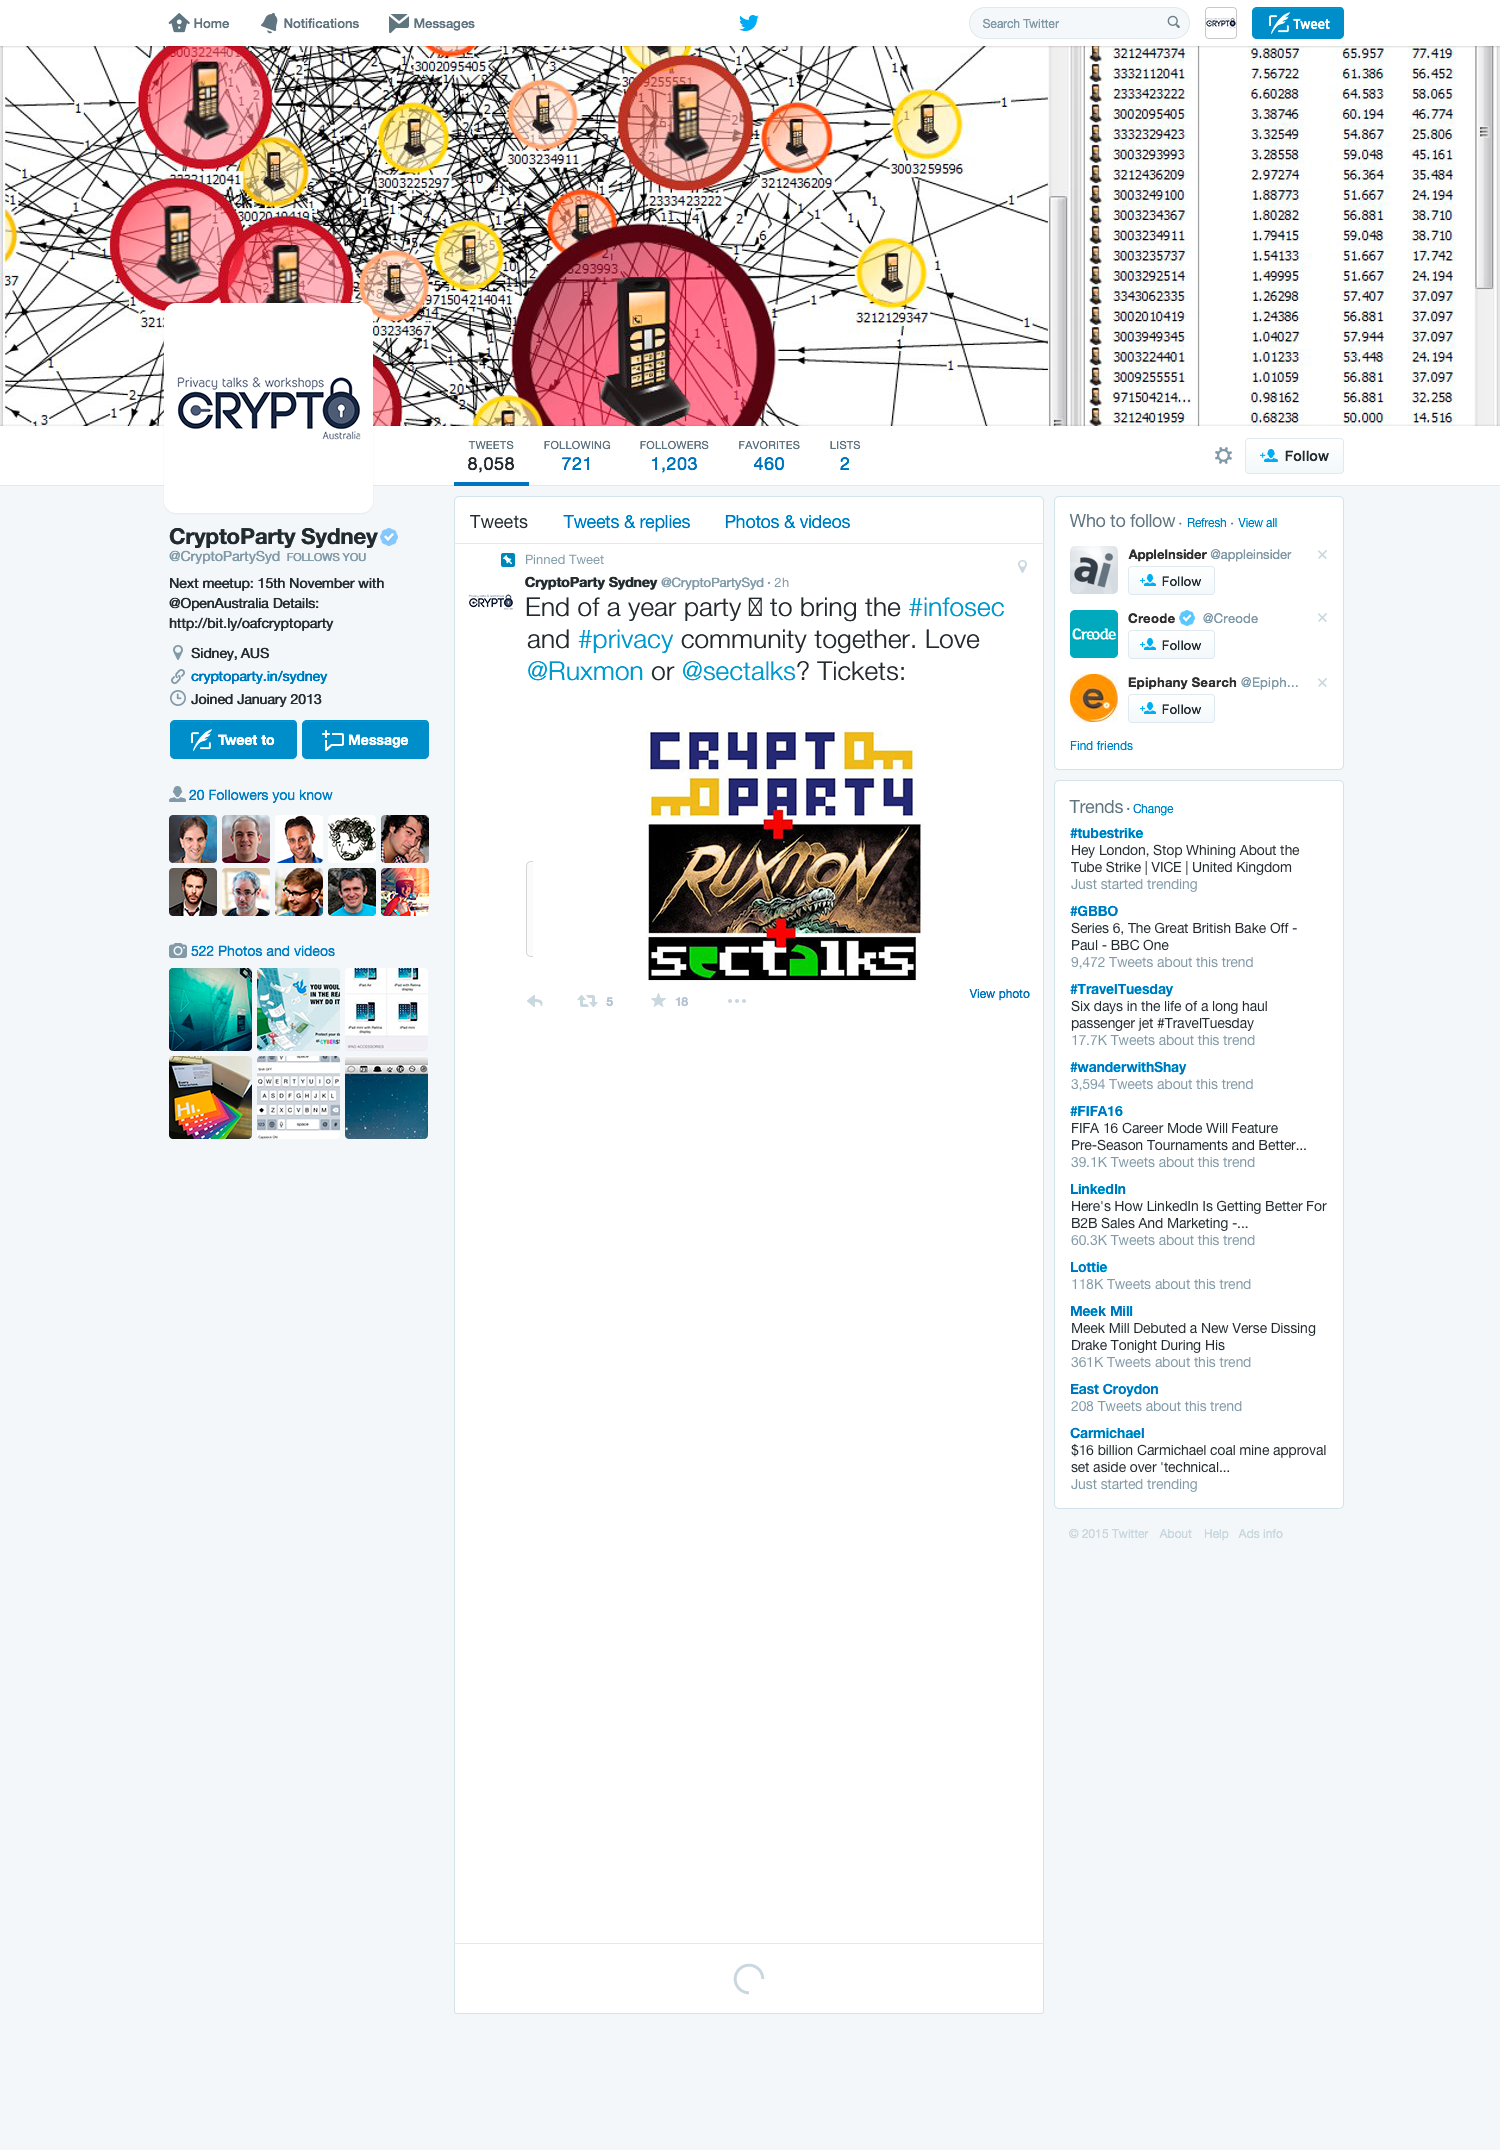 Home
Notifications
Messages
Search Twitter
CRYPTO
Tweet
3002095405
3003234911
3003225297
3212436209
3003259596
2333423222
971504214041
3212129347
3212447374 9.88057 65.957 77.419
3332112041 7.56722 61.386 56.452
2333423222 6.60288 64.583 58.065
3002095405 3.38746 60.194 46.774
3332329423 3.32549 54.867 25.806
3003293993 3.28558 59.048 45.161
3212436209 2.97274 56.364 35.484
3003249100 1.88773 51.667 24.194
3003234367 1.80282 56.881 38.710
3003234911 1.79415 59.048 38.710
3003235737 1.54133 51.667 17.742
3003292514 1.49995 51.667 24.194
3343062335 1.26298 57.407 37.097
3002010419 1.24386 56.881 37.097
3003949345 1.04027 57.944 37.097
3003224401 1.01233 53.448 24.194
3009255551 1.01059 56.881 37.097
971504214... 0.98162 56.881 32.258
3212401959 0.68238 50.000 14.516
Privacy talks & workshops
CRYPTO
Australia
TWEETS
8,058
FOLLOWING
721
FOLLOWERS
1,203
FAVORITES
460
LISTS
2
Follow
CryptoParty Sydney
@CryptoPartySyd FOLLOWS YOU
Next meetup: 15th November with
@OpenAustralia Details:
http://bit.ly/oafcryptoparty
Sidney, AUS
cryptoparty.in/sydney
Joined January 2013
Tweet to
Message
20 Followers you know
522 Photos and videos
Tweets
Tweets & replies
Photos & videos
Pinned Tweet
CryptoParty Sydney @CryptoPartySyd · 2h
End of a year party to bring the #infosec
and #privacy community together. Love
@Ruxmon or @sectalks? Tickets:
CRYPTO
PARTY
RUXMON
sectalks
5
18
View photo
Who to follow · Refresh · View all
AppleInsider @appleinsider
Follow
Creode @Creode
Follow
Epiphany Search @Epiph...
Follow
Find friends
Trends · Change
#tubestrike
Hey London, Stop Whining About the
Tube Strike | VICE | United Kingdom
Just started trending
#GBBO
Series 6, The Great British Bake Off -
Paul - BBC One
9,472 Tweets about this trend
#TravelTuesday
Six days in the life of a long haul
passenger jet #TravelTuesday
17.7K Tweets about this trend
#wanderwithShay
3,594 Tweets about this trend
#FIFA16
FIFA 16 Career Mode Will Feature
Pre-Season Tournaments and Better...
39.1K Tweets about this trend
LinkedIn
Here's How LinkedIn Is Getting Better For
B2B Sales And Marketing -...
60.3K Tweets about this trend
Lottie
118K Tweets about this trend
Meek Mill
Meek Mill Debuted a New Verse Dissing
Drake Tonight During His
361K Tweets about this trend
East Croydon
208 Tweets about this trend
Carmichael
$16 billion Carmichael coal mine approval
set aside over 'technical...
Just started trending
© 2015 Twitter About Help Ads info